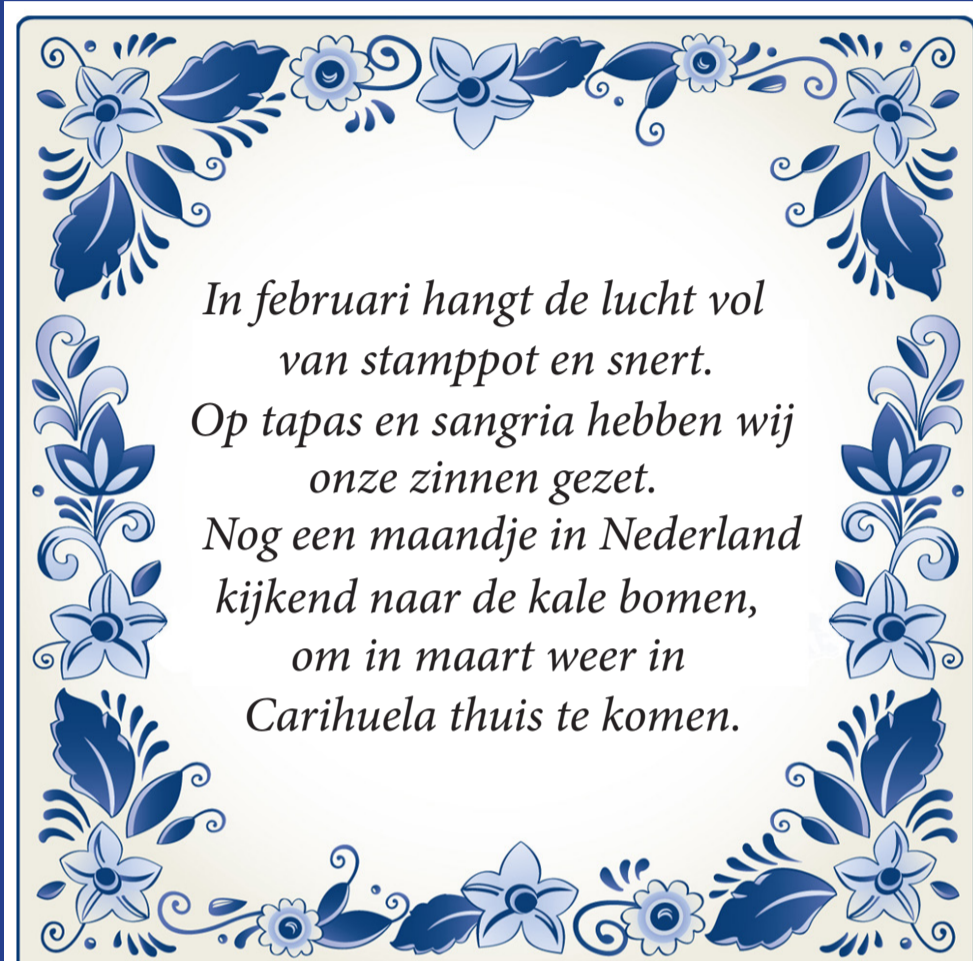 In februari hangt de lucht vol
van stamppot en snert.
Op tapas en sangria hebben wij
onze zinnen gezet.
Nog een maandje in Nederland
kijkend naar de kale bomen,
om in maart weer in
Carihuela thuis te komen.